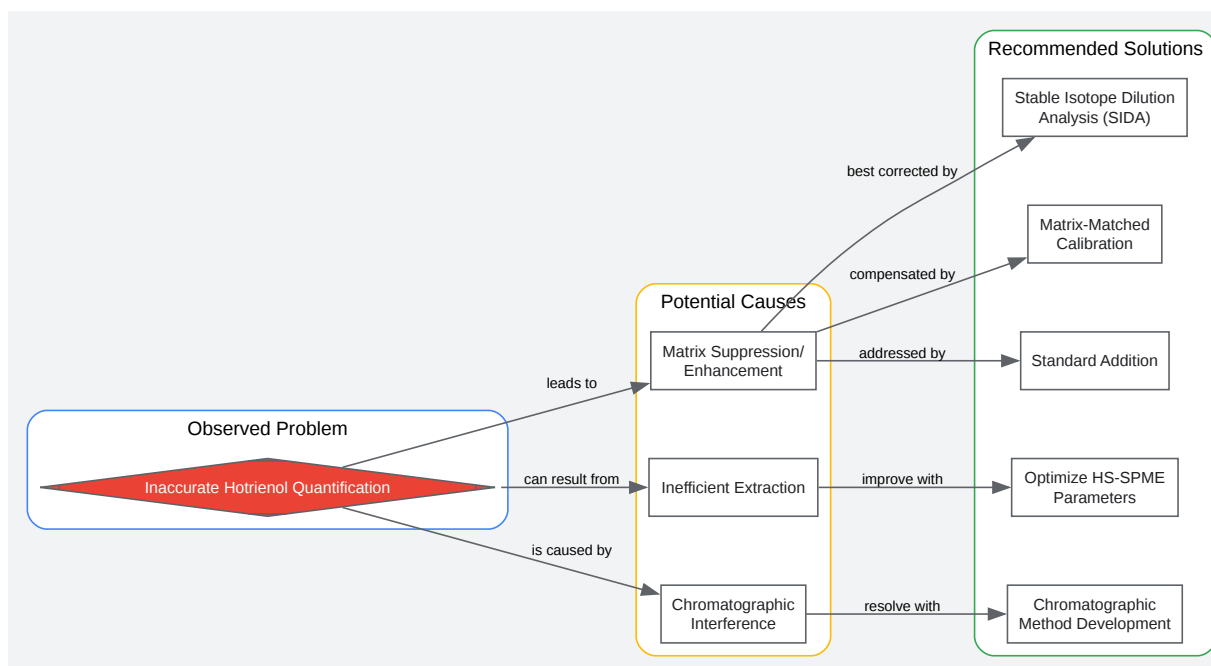 Recommended Solutions
Stable Isotope Dilution
Analysis (SIDA)
best corrected by
Matrix-Matched
Calibration
compensated by
Potential Causes
Matrix Suppression/
Enhancement
addressed by
Standard Addition
leads to
Observed Problem
Inaccurate Hotrienol Quantification
can result from
Inefficient Extraction
improve with
Optimize HS-SPME
Parameters
is caused by
Chromatographic
Interference
resolve with
Chromatographic
Method Development